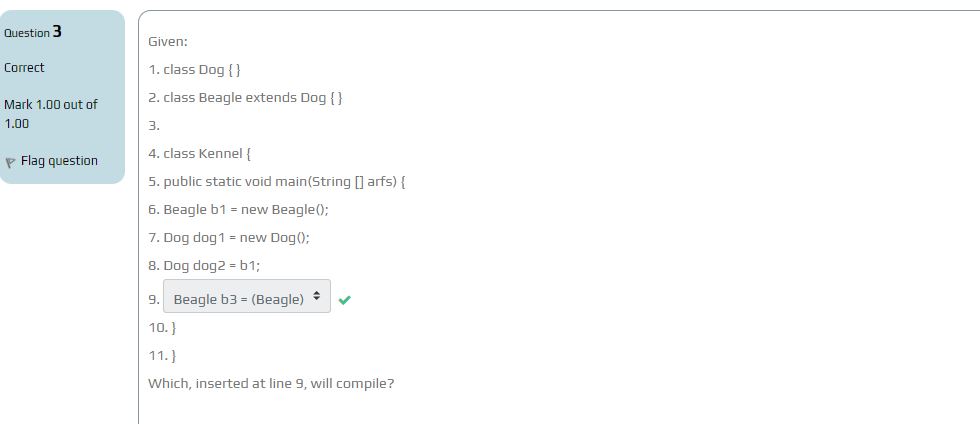 Question 3
Correct
Mark 1.00 out of
1.00
Flag question
Given:
1. class Dog { }
2. class Beagle extends Dog { }
3.
4. class Kennel {
5. public static void main(String [] arfs) {
6. Beagle b1 = new Beagle();
7. Dog dog1 = new Dog();
8. Dog dog2 = b1;
9. Beagle b3 = (Beagle)
10. }
11. }
Which, inserted at line 9, will compile?